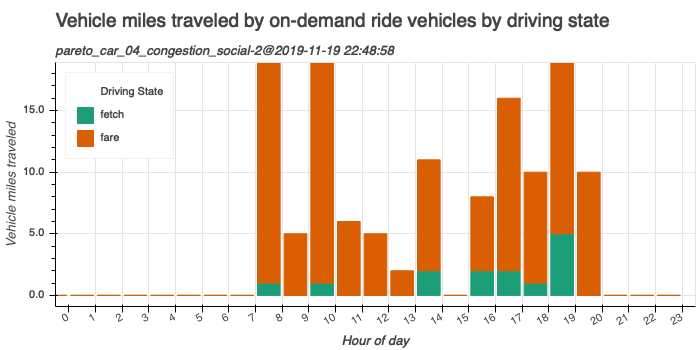 Vehicle miles traveled by on-demand ride vehicles by driving state
pareto_car_04_congestion_social-2@2019-11-19 22:48:58
Driving State
fetch
fare
Vehicle miles traveled
15.0
10.0
5.0
0.0
0 1 2 3 4 5 6 7 8 9 10 11 12 13 14 15 16 17 18 19 20 21 22 23
Hour of day